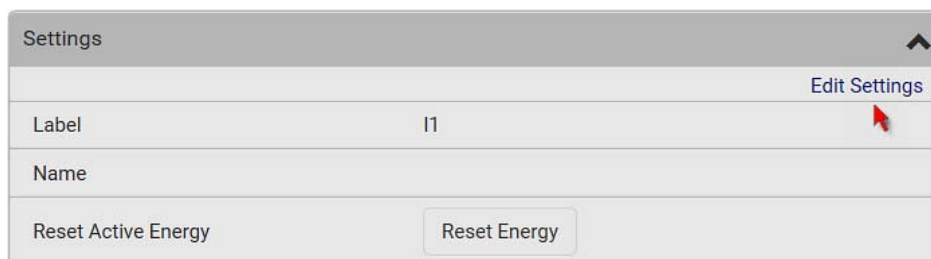 Settings
Edit Settings
Label I1
Name
Reset Active Energy Reset Energy